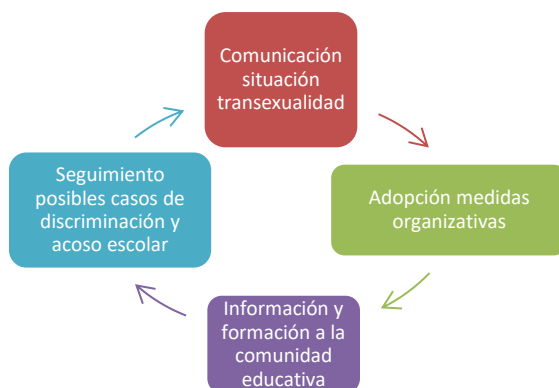 Comunicación
situación
transexualidad
Adopción medidas
organizativas
Información y
formación a la
comunidad
educativa
Seguimiento
posibles casos de
discriminación y
acoso escolar